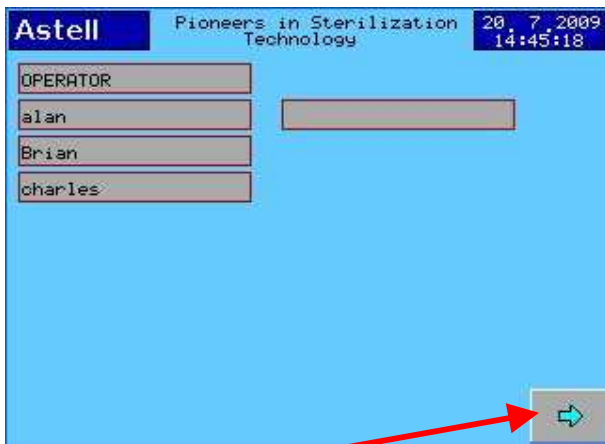 Astell
Pioneers in Sterilization
Technology
20. 7.2009
14:45:18
OPERATOR
alan
Brian
charles